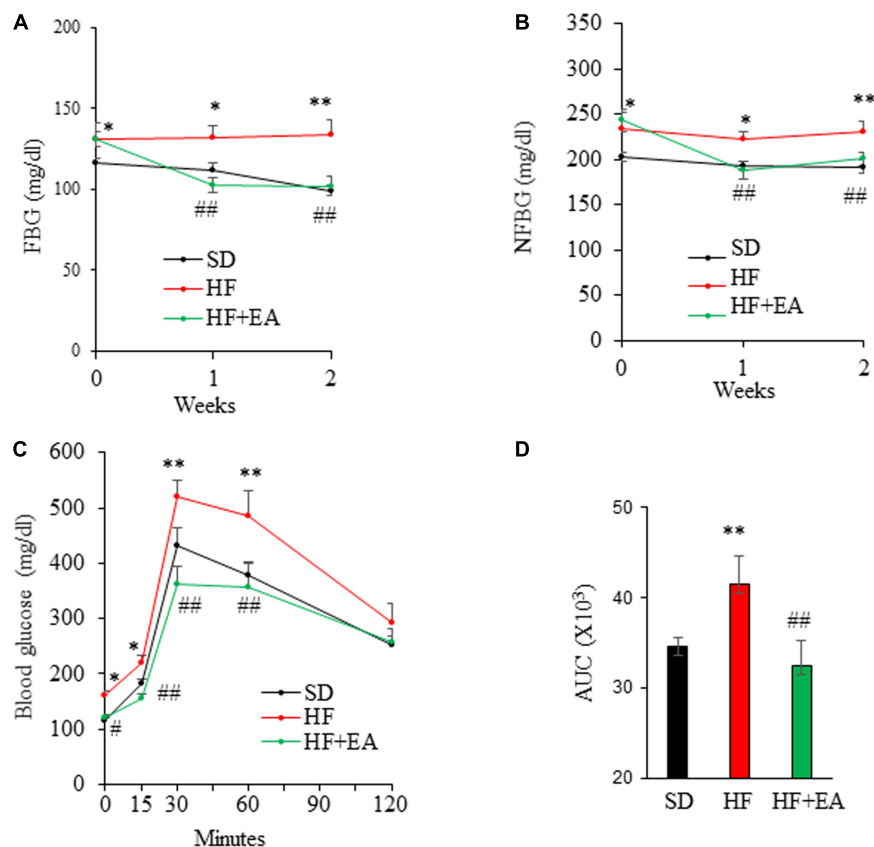 A
200
150
100
50
0
FBG (mg/dl)
*
*
**
##
##
SD
HF
HF+EA
0 1 2
Weeks
B
350
300
250
200
150
100
50
0
NFBG (mg/dl)
*
*
**
##
##
SD
HF
HF+EA
0 1 2
Weeks
C
600
500
400
300
200
100
0
Blood glucose (mg/dl)
**
**
*
*
##
##
##
#
SD
HF
HF+EA
0 15 30 60 90 120
Minutes
D
50
40
30
20
AUC (X10³)
**
##
SD HF HF+EA